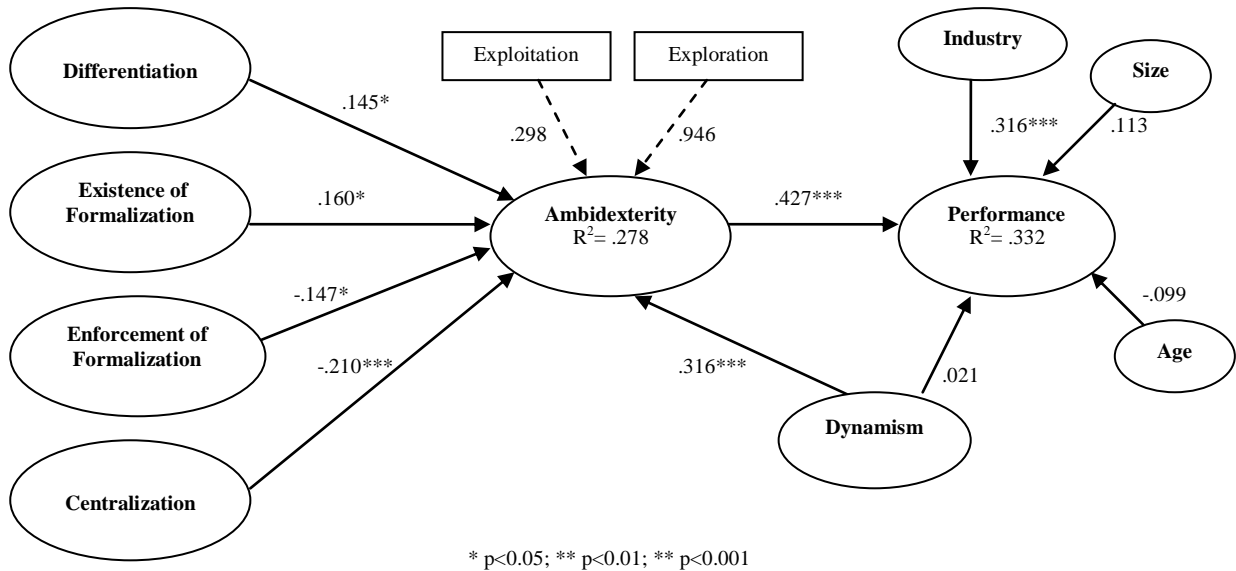 Differentiation
Exploitation
Exploration
Industry
Size
.145*
.298
.946
.316***
.113
Existence of
Formalization
.160*
Ambidexterity
R²= .278
.427***
Performance
R²= .332
Enforcement of
Formalization
-.147*
-.210***
.316***
.021
-.099
Age
Dynamism
Centralization
* p<0.05; ** p<0.01; ** p<0.001